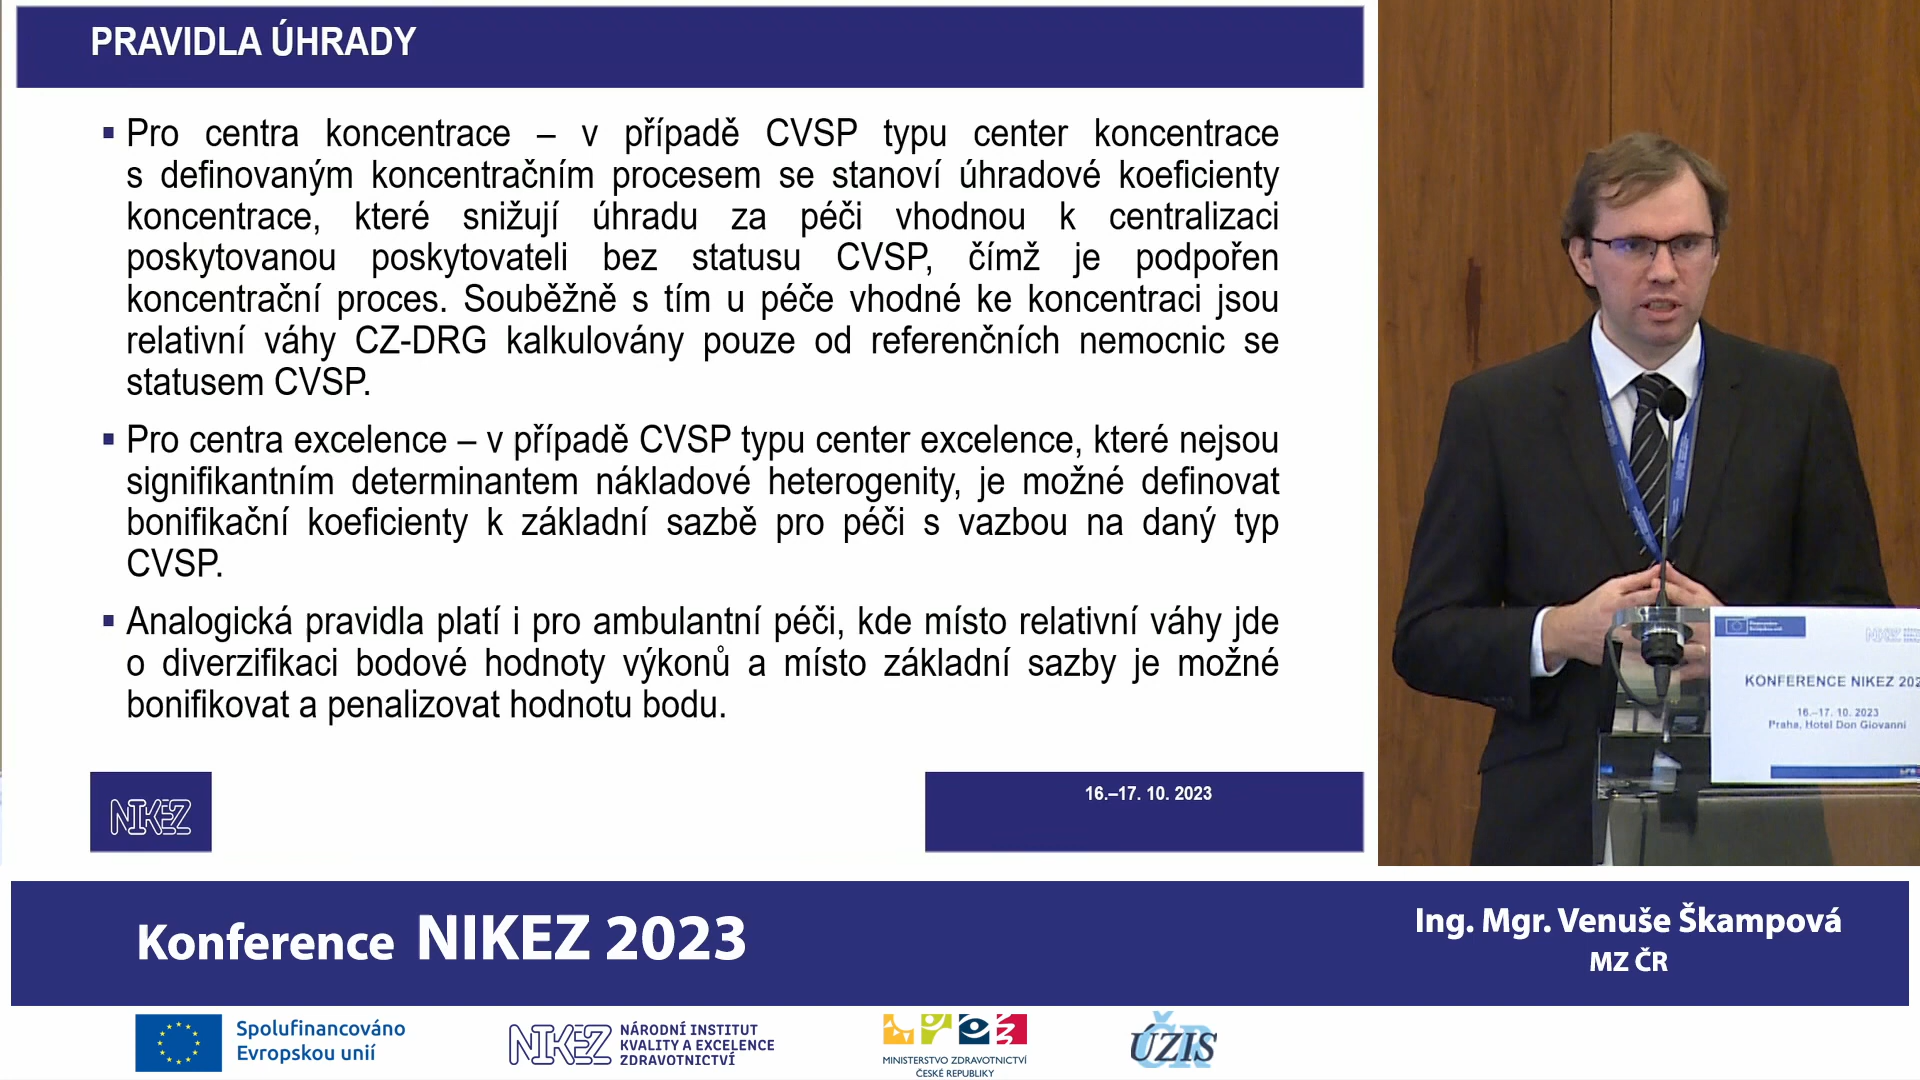 PRAVIDLA ÚHRADY
Pro centra koncentrace – v případě CVSP typu center koncentrace
s definovaným koncentračním procesem se stanoví úhradové koeficienty
koncentrace, které snižují úhradu za péči vhodnou k centralizaci
poskytovanou poskytovateli bez statusu CVSP, čímž je podpořen
koncentrační proces. Souběžně s tím u péče vhodné ke koncentraci jsou
relativní váhy CZ-DRG kalkulovány pouze od referenčních nemocnic se
statusem CVSP.
Pro centra excelence – v případě CVSP typu center excelence, které nejsou
signifikantním determinantem nákladové heterogenity, je možné definovat
bonifikační koeficienty k základní sazbě pro péči s vazbou na daný typ
CVSP.
Analogická pravidla platí i pro ambulantní péči, kde místo relativní váhy jde
o diverzifikaci bodové hodnoty výkonů a místo základní sazby je možné
bonifikovat a penalizovat hodnotu bodu.
NIKEZ
16.–17. 10. 2023
KONFERENCE NIKEZ 202
16.–17. 10. 2023
Praha, Hotel Don Giovanni
Konference NIKEZ 2023
Ing. Mgr. Venuše Škampová
MZ ČR
Spolufinancováno
Evropskou unií
NIKEZ
NÁRODNÍ INSTITUT
KVALITY A EXCELENCE
ZDRAVOTNICTVÍ
MINISTERSTVO ZDRAVOTNICTVÍ
ČESKÉ REPUBLIKY
ÚZIS
ČR